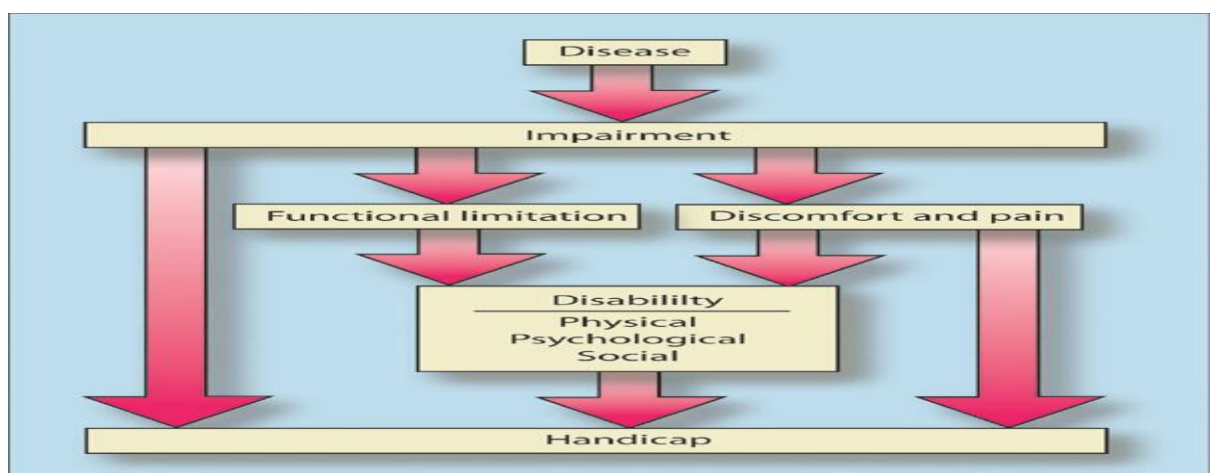 Disease
Impairment
Functional limitation
Discomfort and pain
Disabililty
Physical
Psychological
Social
Handicap